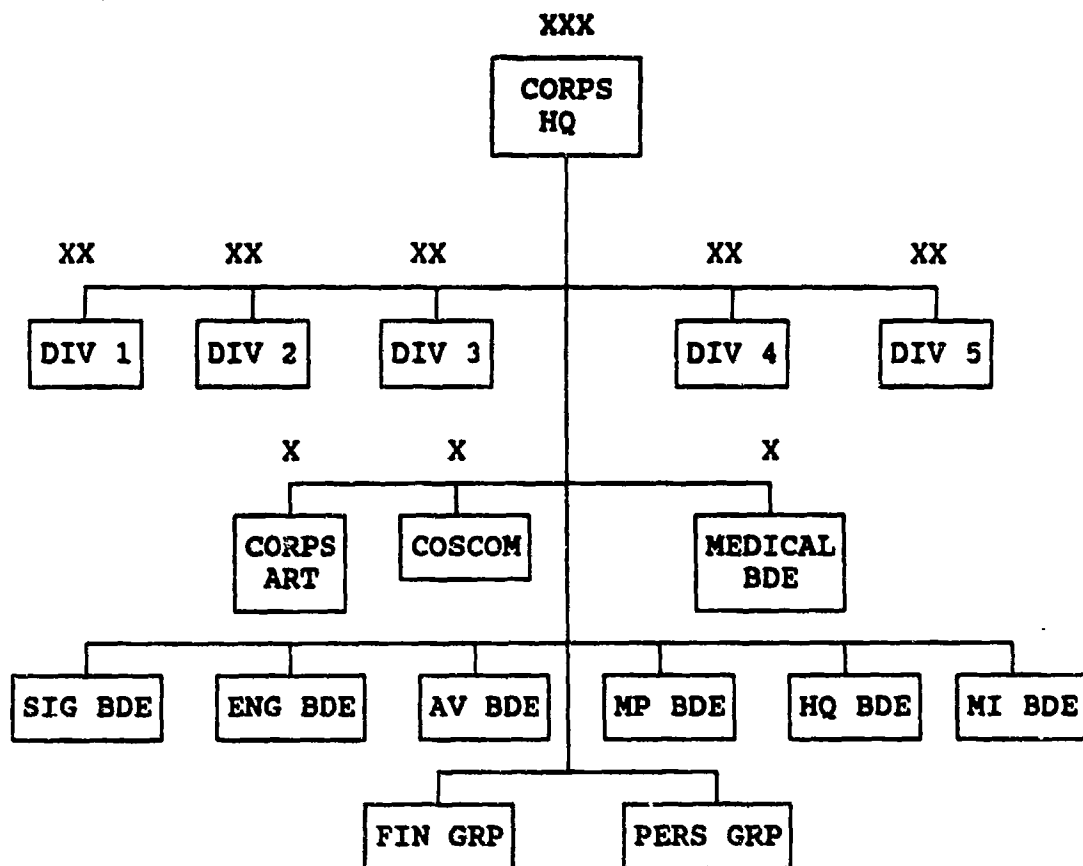 XXX
CORPS
HQ
XX XX XX XX XX
DIV 1 DIV 2 DIV 3 DIV 4 DIV 5
X X X
CORPS
ART
COSCOM
MEDICAL
BDE
SIG BDE ENG BDE AV BDE MP BDE HQ BDE MI BDE
FIN GRP PERS GRP